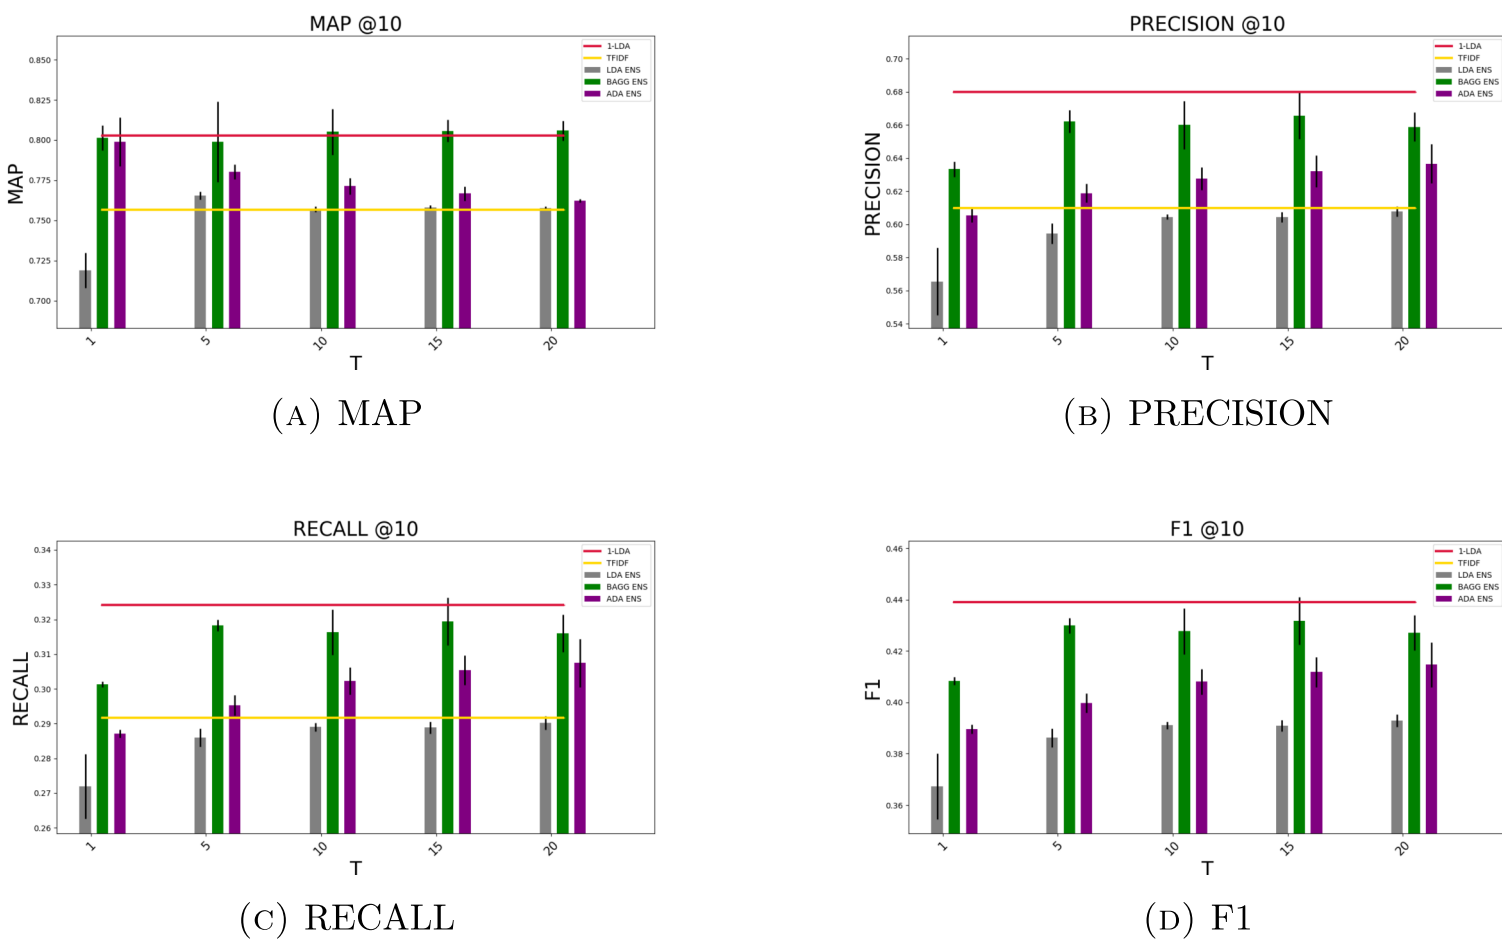 MAP @10
0.850
0.825
0.800
0.775
0.750
0.725
0.700
MAP
1-LDA
TFIDF
LDA ENS
BAGG ENS
ADA ENS
1 5 10 15 20
T
(A) MAP
PRECISION @10
0.70
0.68
0.66
0.64
0.62
0.60
0.58
0.56
0.54
PRECISION
1-LDA
TFIDF
LDA ENS
BAGG ENS
ADA ENS
1 5 10 15 20
T
(B) PRECISION
RECALL @10
0.34
0.33
0.32
0.31
0.30
0.29
0.28
0.27
0.26
RECALL
1-LDA
TFIDF
LDA ENS
BAGG ENS
ADA ENS
1 5 10 15 20
T
(C) RECALL
F1 @10
0.46
0.44
0.42
0.40
0.38
0.36
F1
1-LDA
TFIDF
LDA ENS
BAGG ENS
ADA ENS
1 5 10 15 20
T
(D) F1